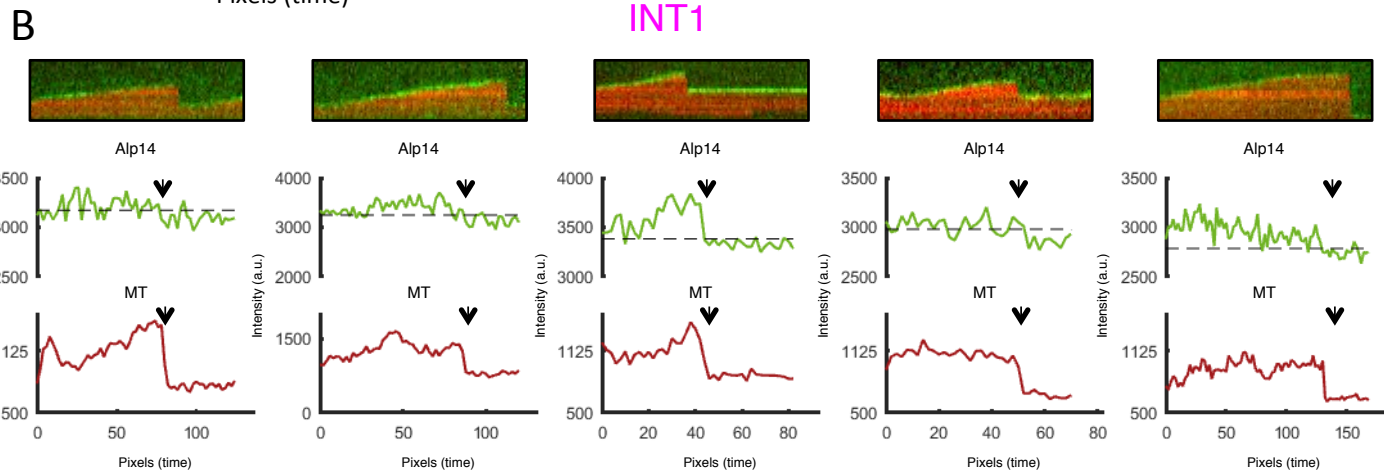 Pixels (time)
B
INT1
Alp14 Alp14 Alp14 Alp14 Alp14
4000 4000 3500 3500
3000 3500 3000 3000
2000 3000 2500 2500
Intensity (a.u.) Intensity (a.u.) Intensity (a.u.) Intensity (a.u.)
MT MT MT MT MT
125 1500 1125 1125 1125
500 0 500 500 500
0 50 100 0 50 100 0 20 40 60 80 0 20 40 60 80 0 50 100 150
Pixels (time) Pixels (time) Pixels (time) Pixels (time) Pixels (time)